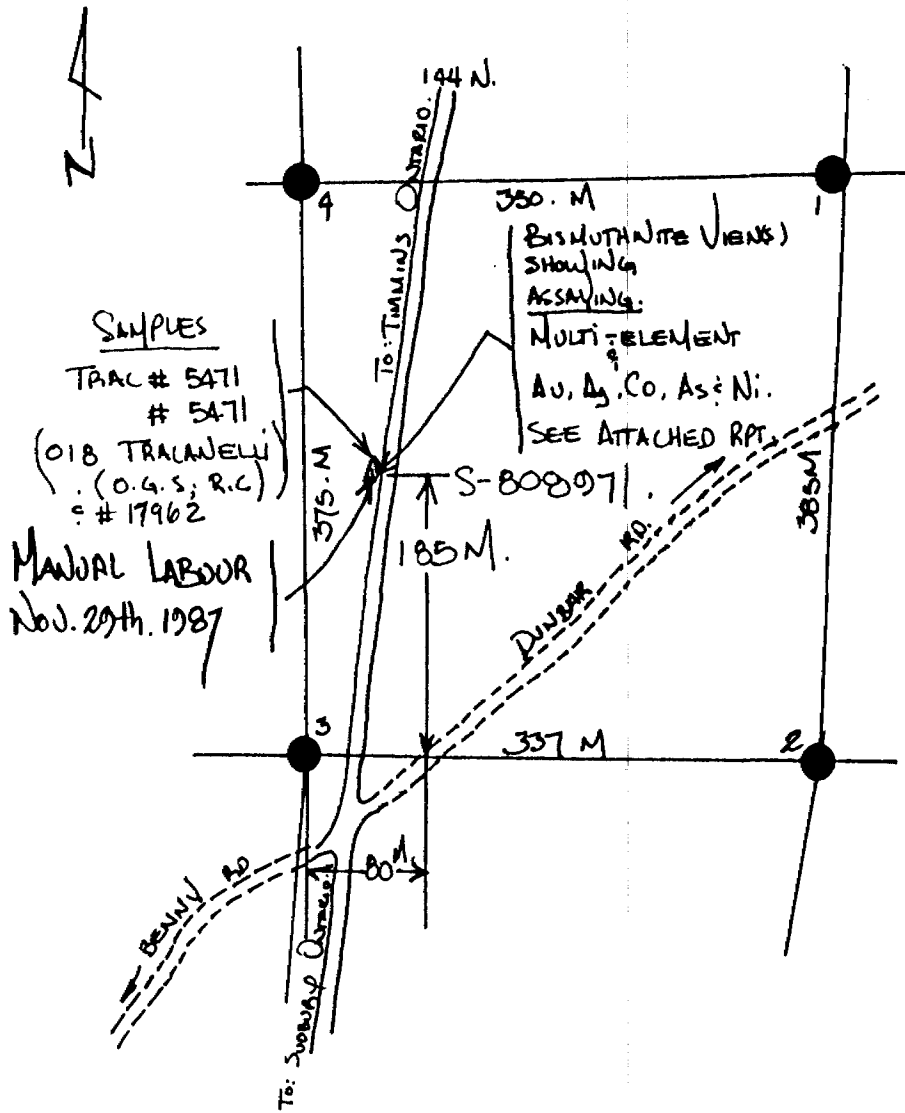 N
144 N.
To: TIMMINS ONTARIO.
4
1
350. M
BISMUTHNITE VIEN(S)
SHOWING
ASSAYING.
MULTI-ELEMENT
&
Au, Ag, Co, As & Ni.
SEE ATTACHED RPT.
SAMPLES
TRAC # 5471
# 5471
(018 TRACANELLI
(O.G.S; R.C)
& # 17962
MANUAL LABOUR
NOV. 29th. 1987
375. M
S-808971.
185 M.
385M
DUNBAR RD.
3
337 M
2
80 M
BENNY RD
To: SUDBURY ONTARIO.